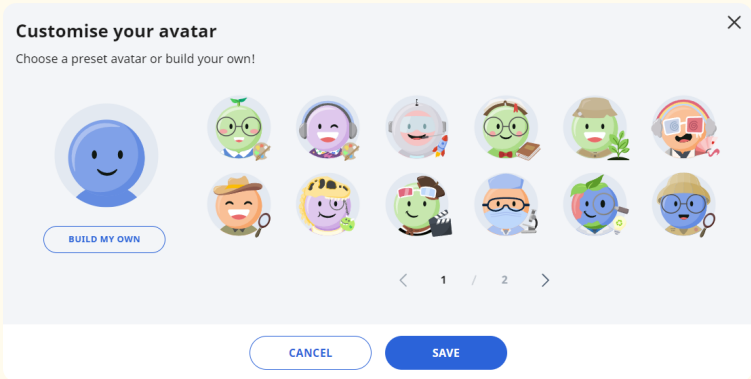 Customise your avatar
Choose a preset avatar or build your own!
BUILD MY OWN
1 / 2
CANCEL
SAVE